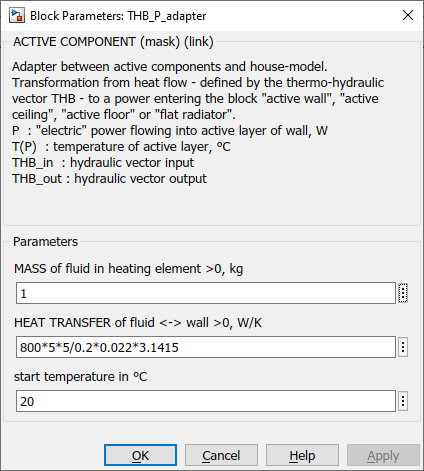 Block Parameters: THB_P_adapter
ACTIVE COMPONENT (mask) (link)
Adapter between active components and house-model.
Transformation from heat flow - defined by the thermo-hydraulic
vector THB - to a power entering the block "active wall", "active
ceiling", "active floor" or "flat radiator".
P : "electric" power flowing into active layer of wall, W
T(P) : temperature of active layer, ºC
THB_in : hydraulic vector input
THB_out : hydraulic vector output
Parameters
MASS of fluid in heating element >0, kg
1
HEAT TRANSFER of fluid <-> wall >0, W/K
800*5*5/0.2*0.022*3.1415
start temperature in ºC
20
OK Cancel Help Apply